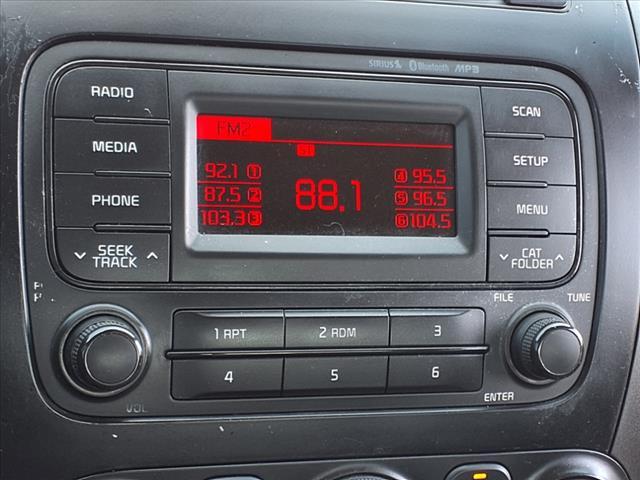 SIRIUS Bluetooth MP3
RADIO
MEDIA
PHONE
SEEK
TRACK
FM2
ST
92.1 1
87.5 2
103.3 3
88.1
4 95.5
5 96.5
6 104.5
SCAN
SETUP
MENU
CAT
FOLDER
FILE TUNE
1 RPT 2 RDM 3
4 5 6
VOL
ENTER